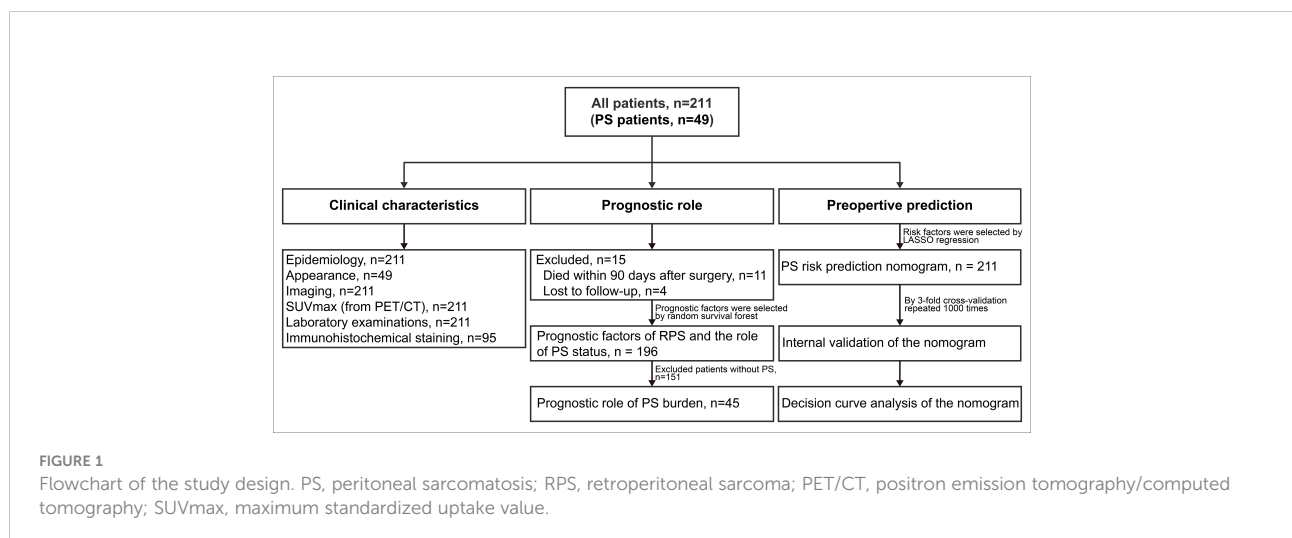 All patients, n=211
(PS patients, n=49)
Clinical characteristics
Epidemiology, n=211
Appearance, n=49
Imaging, n=211
SUVmax (from PET/CT), n=211
Laboratory examinations, n=211
Immunohistochemical staining, n=95
Prognostic role
Excluded, n=15
Died within 90 days after surgery, n=11
Lost to follow-up, n=4
Prognostic factors were selected
by random survival forest
Prognostic factors of RPS and the role
of PS status, n = 196
Excluded patients without PS,
n=151
Prognostic role of PS burden, n=45
Preopertive prediction
Risk factors were selected by
LASSO regression
PS risk prediction nomogram, n = 211
By 3-fold cross-validation
repeated 1000 times
Internal validation of the nomogram
Decision curve analysis of the nomogram
FIGURE 1
Flowchart of the study design. PS, peritoneal sarcomatosis; RPS, retroperitoneal sarcoma; PET/CT, positron emission tomography/computed
tomography; SUVmax, maximum standardized uptake value.